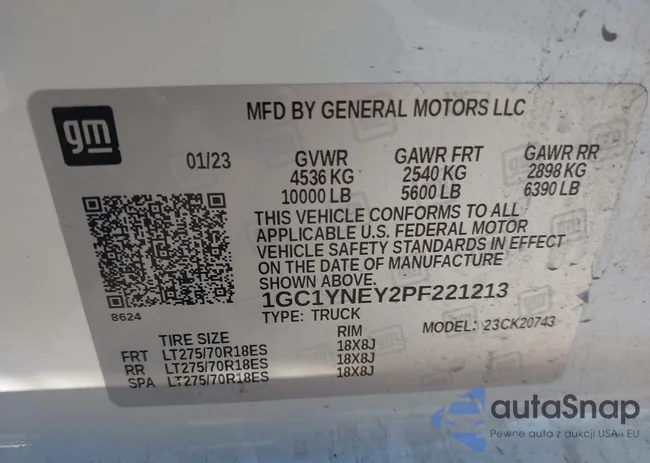 gm
MFD BY GENERAL MOTORS LLC
01/23 GVWR GAWR FRT GAWR RR
4536 KG 2540 KG 2898 KG
10000 LB 5600 LB 6390 LB
THIS VEHICLE CONFORMS TO ALL
APPLICABLE U.S. FEDERAL MOTOR
VEHICLE SAFETY STANDARDS IN EFFECT
ON THE DATE OF MANUFACTURE
SHOWN ABOVE.
1GC1YNEY2PF221213
8624
TYPE: TRUCK MODEL: 23CK20743
TIRE SIZE RIM
FRT LT275/70R18ES 18X8J
RR LT275/70R18ES 18X8J
SPA LT275/70R18ES 18X8J
autoSnap
Pewne auta z aukcji USA i EU